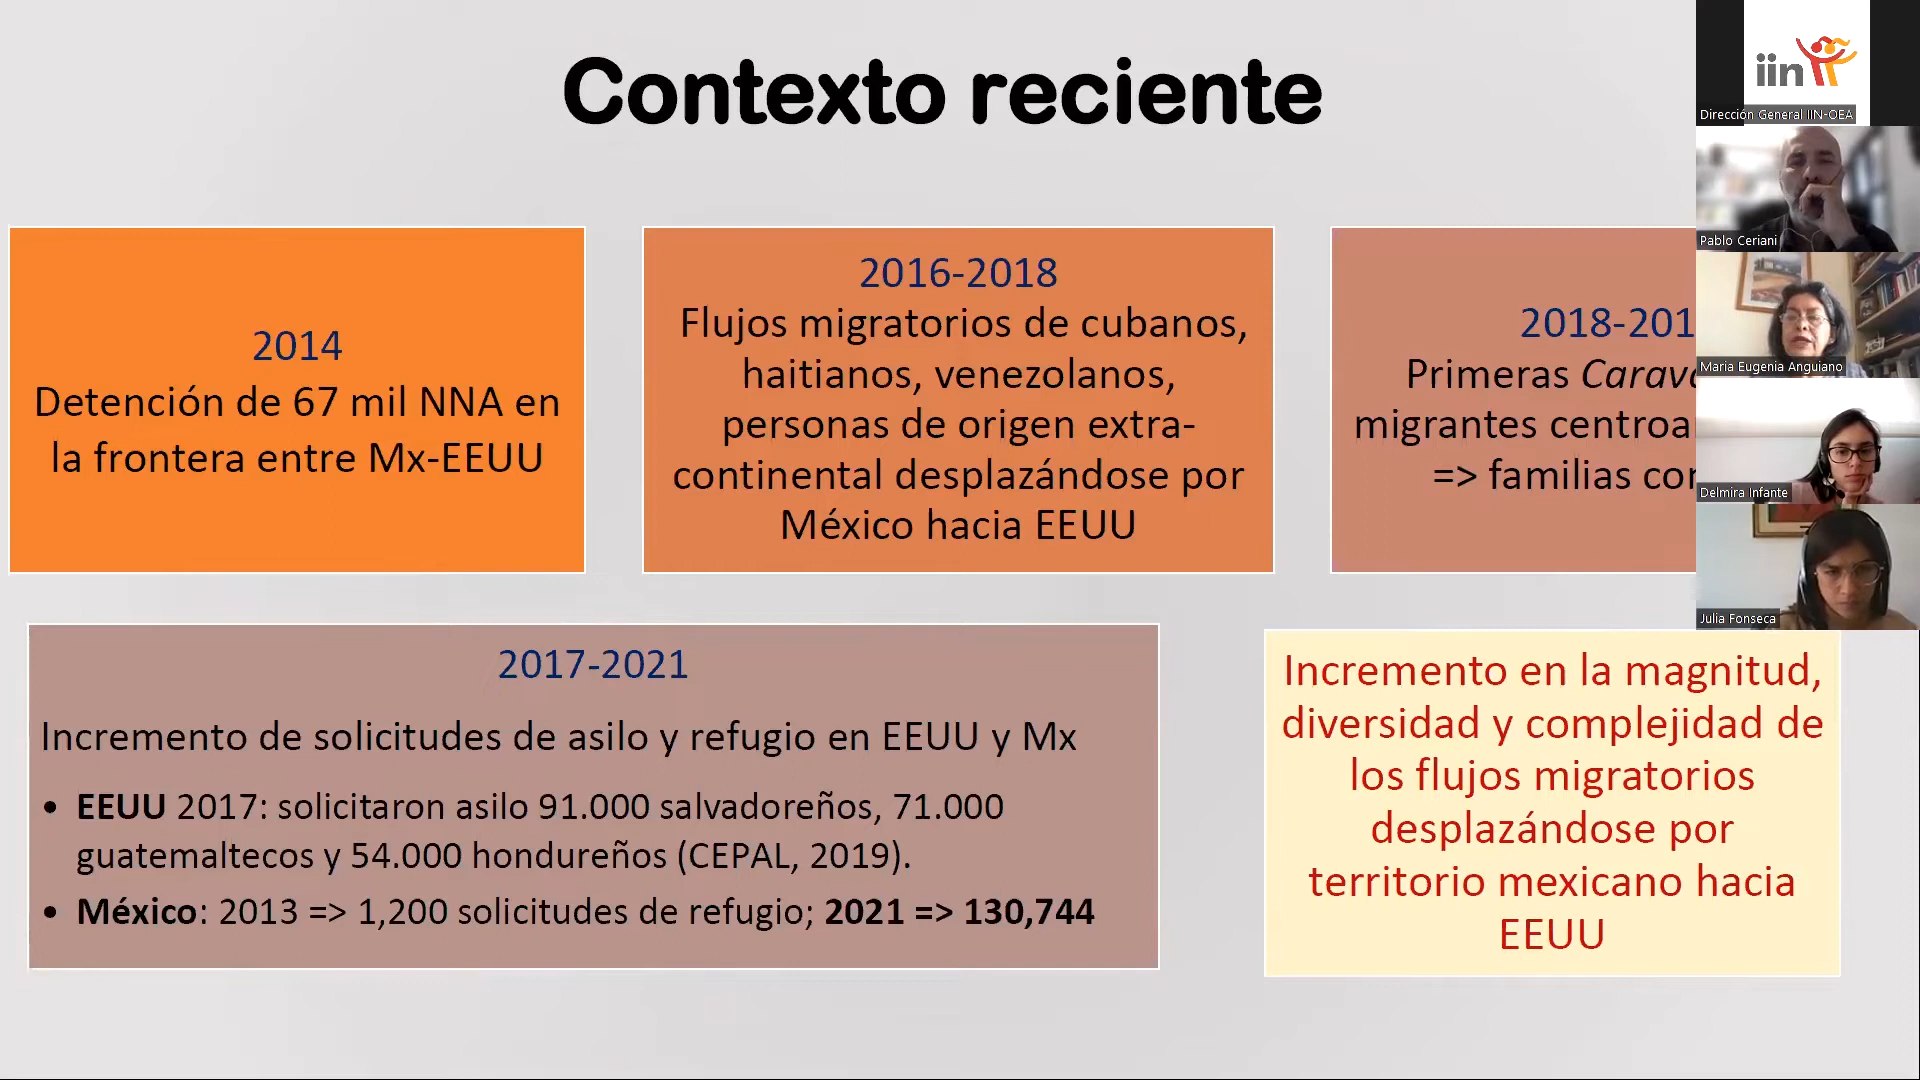 Contexto reciente
2014
Detención de 67 mil NNA en
la frontera entre Mx-EEUU
2016-2018
Flujos migratorios de cubanos,
haitianos, venezolanos,
personas de origen extra-
continental desplazándose por
México hacia EEUU
2018-201
Primeras
migrantes
=> familias
2017-2021
Incremento de solicitudes de asilo y refugio en EEUU y Mx
• EEUU 2017: solicitaron asilo 91.000 salvadoreños, 71.000
guatemaltecos y 54.000 hondureños (CEPAL, 2019).
• México: 2013 => 1,200 solicitudes de refugio; 2021 => 130,744
Incremento en la magnitud,
diversidad y complejidad de
los flujos migratorios
desplazándose por
territorio mexicano hacia
EEUU
iin
Dirección General IIN-OEA
Pablo Ceriani
Maria Eugenia Anguiano
Delmira Infante
Julia Fonseca